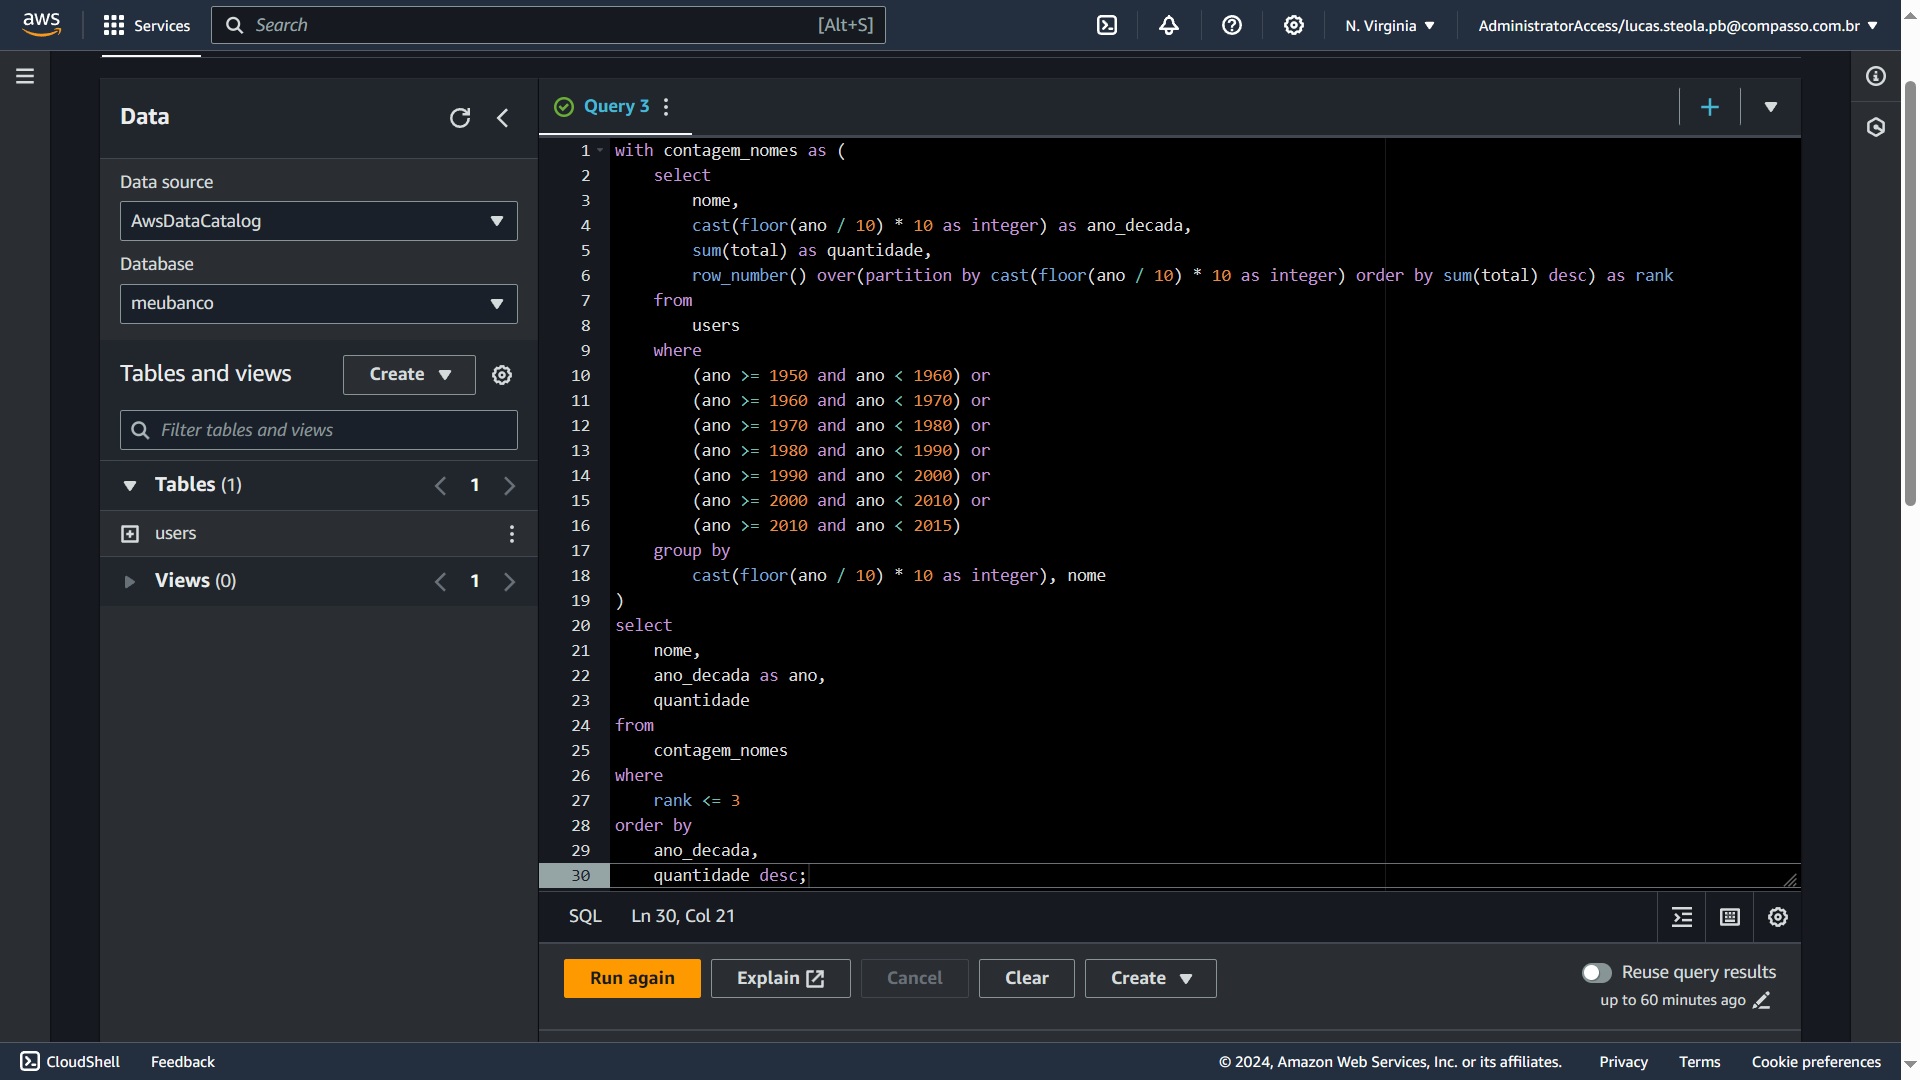 aws
Services
Search
[Alt+S]
N. Virginia
AdministratorAccess/lucas.steola.pb@compasso.com.br
Data
Data source
AwsDataCatalog
Database
meubanco
Tables and views
Create
Filter tables and views
Tables (1)
1
users
Views (0)
1
Query 3
1 with contagem_nomes as (
2 select
3 nome,
4 cast(floor(ano / 10) * 10 as integer) as ano_decada,
5 sum(total) as quantidade,
6 row_number() over(partition by cast(floor(ano / 10) * 10 as integer) order by sum(total) desc) as rank
7 from
8 users
9 where
10 (ano >= 1950 and ano < 1960) or
11 (ano >= 1960 and ano < 1970) or
12 (ano >= 1970 and ano < 1980) or
13 (ano >= 1980 and ano < 1990) or
14 (ano >= 1990 and ano < 2000) or
15 (ano >= 2000 and ano < 2010) or
16 (ano >= 2010 and ano < 2015)
17 group by
18 cast(floor(ano / 10) * 10 as integer), nome
19 )
20 select
21 nome,
22 ano_decada as ano,
23 quantidade
24 from
25 contagem_nomes
26 where
27 rank <= 3
28 order by
29 ano_decada,
30 quantidade desc;
SQL
Ln 30, Col 21
Run again
Explain
Cancel
Clear
Create
Reuse query results
up to 60 minutes ago
CloudShell
Feedback
© 2024, Amazon Web Services, Inc. or its affiliates.
Privacy
Terms
Cookie preferences